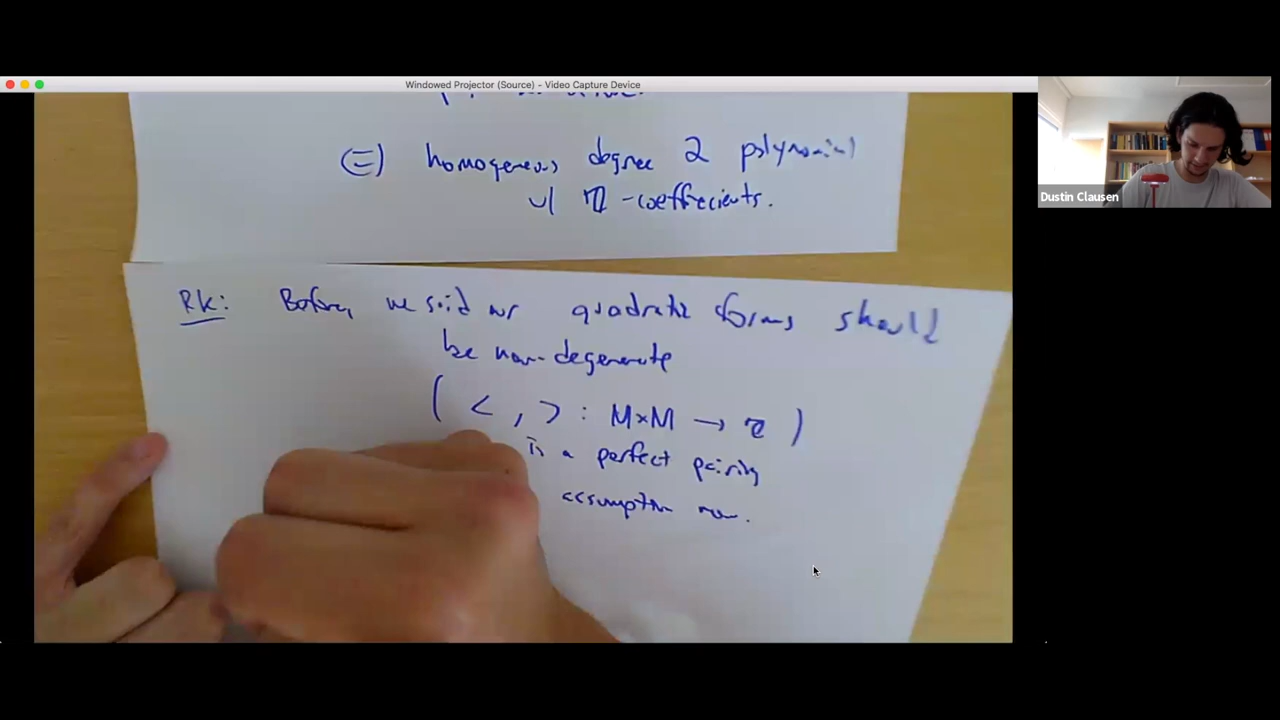 Windowed Projector (Source) - Video Capture Device
(=) homogeneous degree 2 polynomial
w/ ℤ-coefficients.
Dustin Clausen
RK: Before, we said our quadratic forms should
be non-degenerate
( < , > : M×M → ℤ )
is a perfect pairing
assumption now.